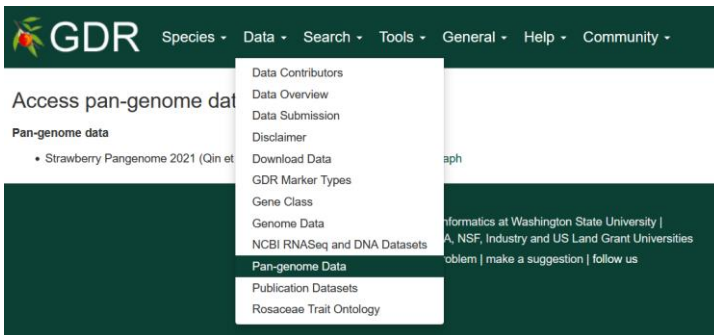 GDR Species Data Search Tools General Help Community
Data Contributors
Access pan-genome dat
Data Overview
Data Submission
Pan-genome data
Disclaimer
• Strawberry Pangenome 2021 (Qin et
Download Data
aph
GDR Marker Types
Gene Class
Genome Data
nformatics at Washington State University |
NCBI RNASeq and DNA Datasets
A, NSF, Industry and US Land Grant Universities
Pan-genome Data
roblem | make a suggestion | follow us
Publication Datasets
Rosaceae Trait Ontology